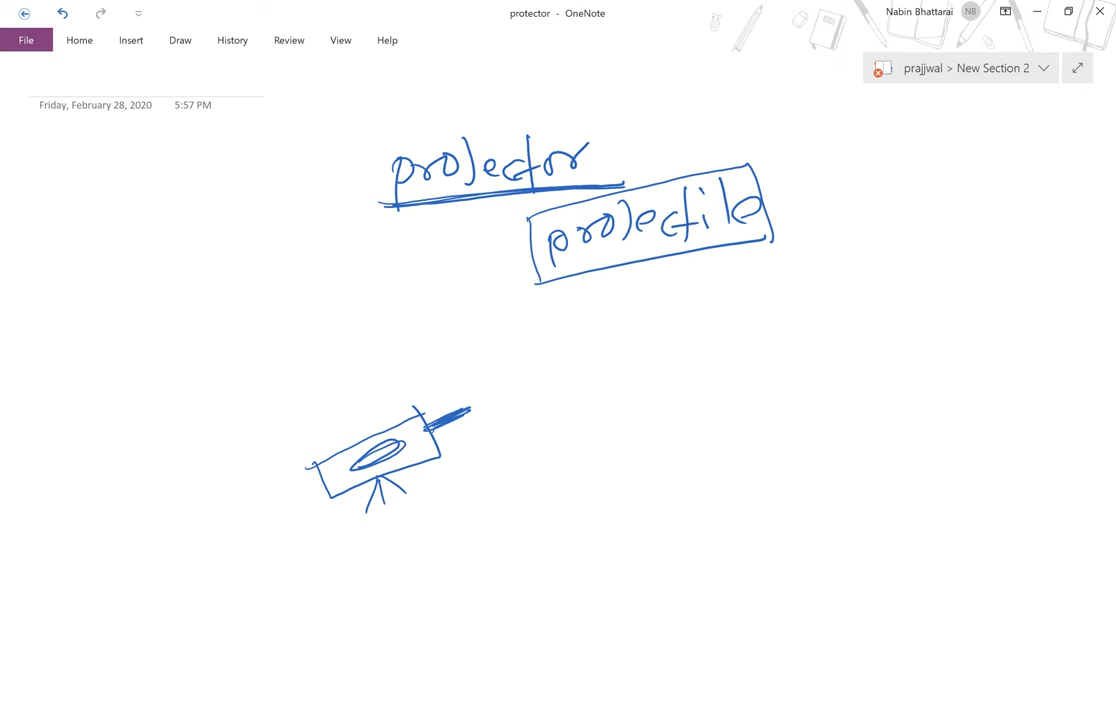 protector - OneNote
Nabin Bhattarai NB
File Home Insert Draw History Review View Help
prajjwal > New Section 2
Friday, February 28, 2020 5:57 PM
projector
projectile